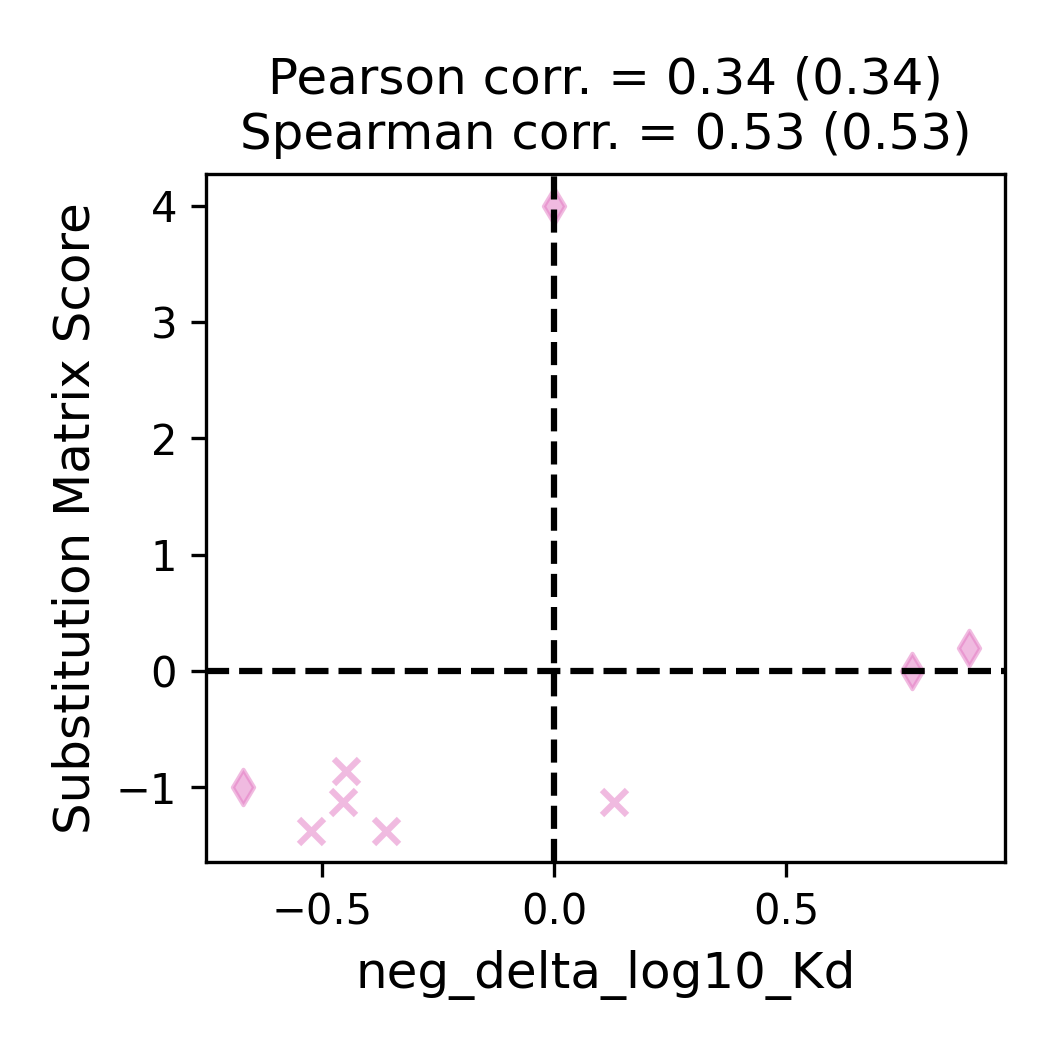 Pearson corr. = 0.34 (0.34)
Spearman corr. = 0.53 (0.53)
Substitution Matrix Score
4
3
2
1
0
−1
−0.5
0.0
0.5
neg_delta_log10_Kd